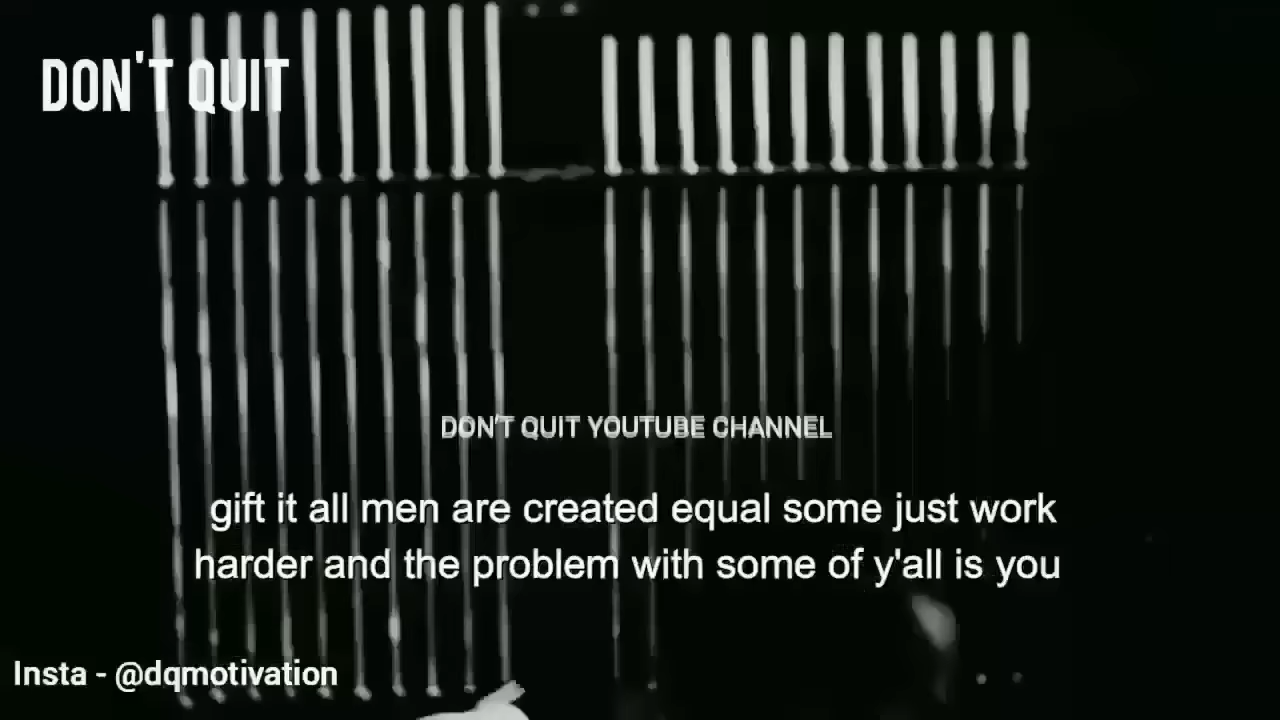 DON'T QUIT
DON'T QUIT YOUTUBE CHANNEL
gift it all men are created equal some just work
harder and the problem with some of y'all is you
Insta - @dqmotivation